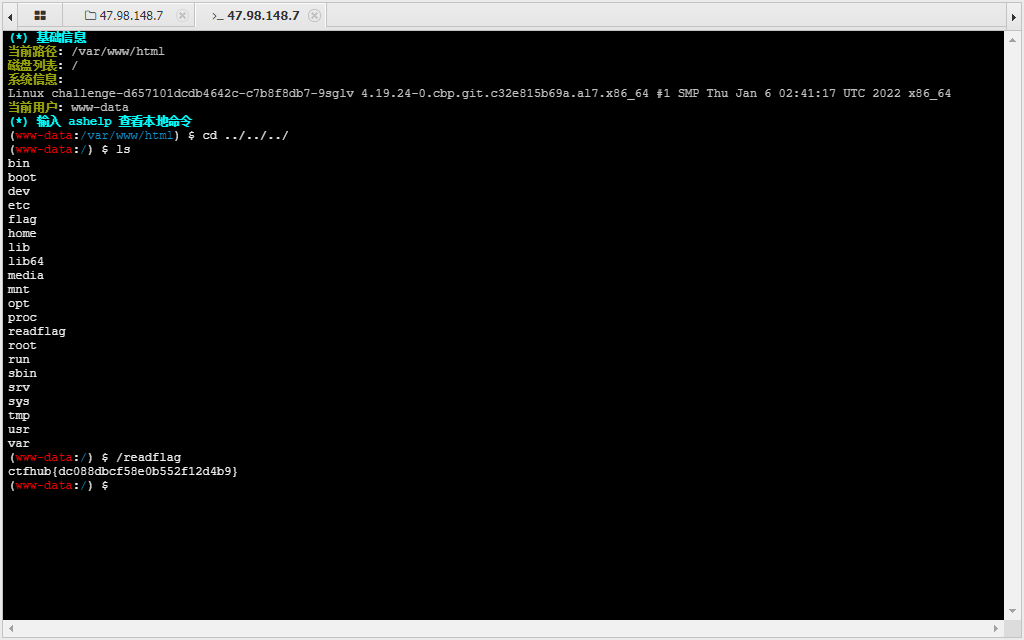 47.98.148.7 >_ 47.98.148.7
(*) 基础信息
当前路径: /var/www/html
磁盘列表: /
系统信息:
Linux challenge-d657101dcdb4642c-c7b8f8db7-9sglv 4.19.24-0.cbp.git.c32e815b69a.al7.x86_64 #1 SMP Thu Jan 6 02:41:17 UTC 2022 x86_64
当前用户: www-data
(*) 输入 ashelp 查看本地命令
(www-data:/var/www/html) $ cd ../../../
(www-data:/) $ ls
bin
boot
dev
etc
flag
home
lib
lib64
media
mnt
opt
proc
readflag
root
run
sbin
srv
sys
tmp
usr
var
(www-data:/) $ /readflag
ctfhub{dc088dbcf58e0b552f12d4b9}
(www-data:/) $